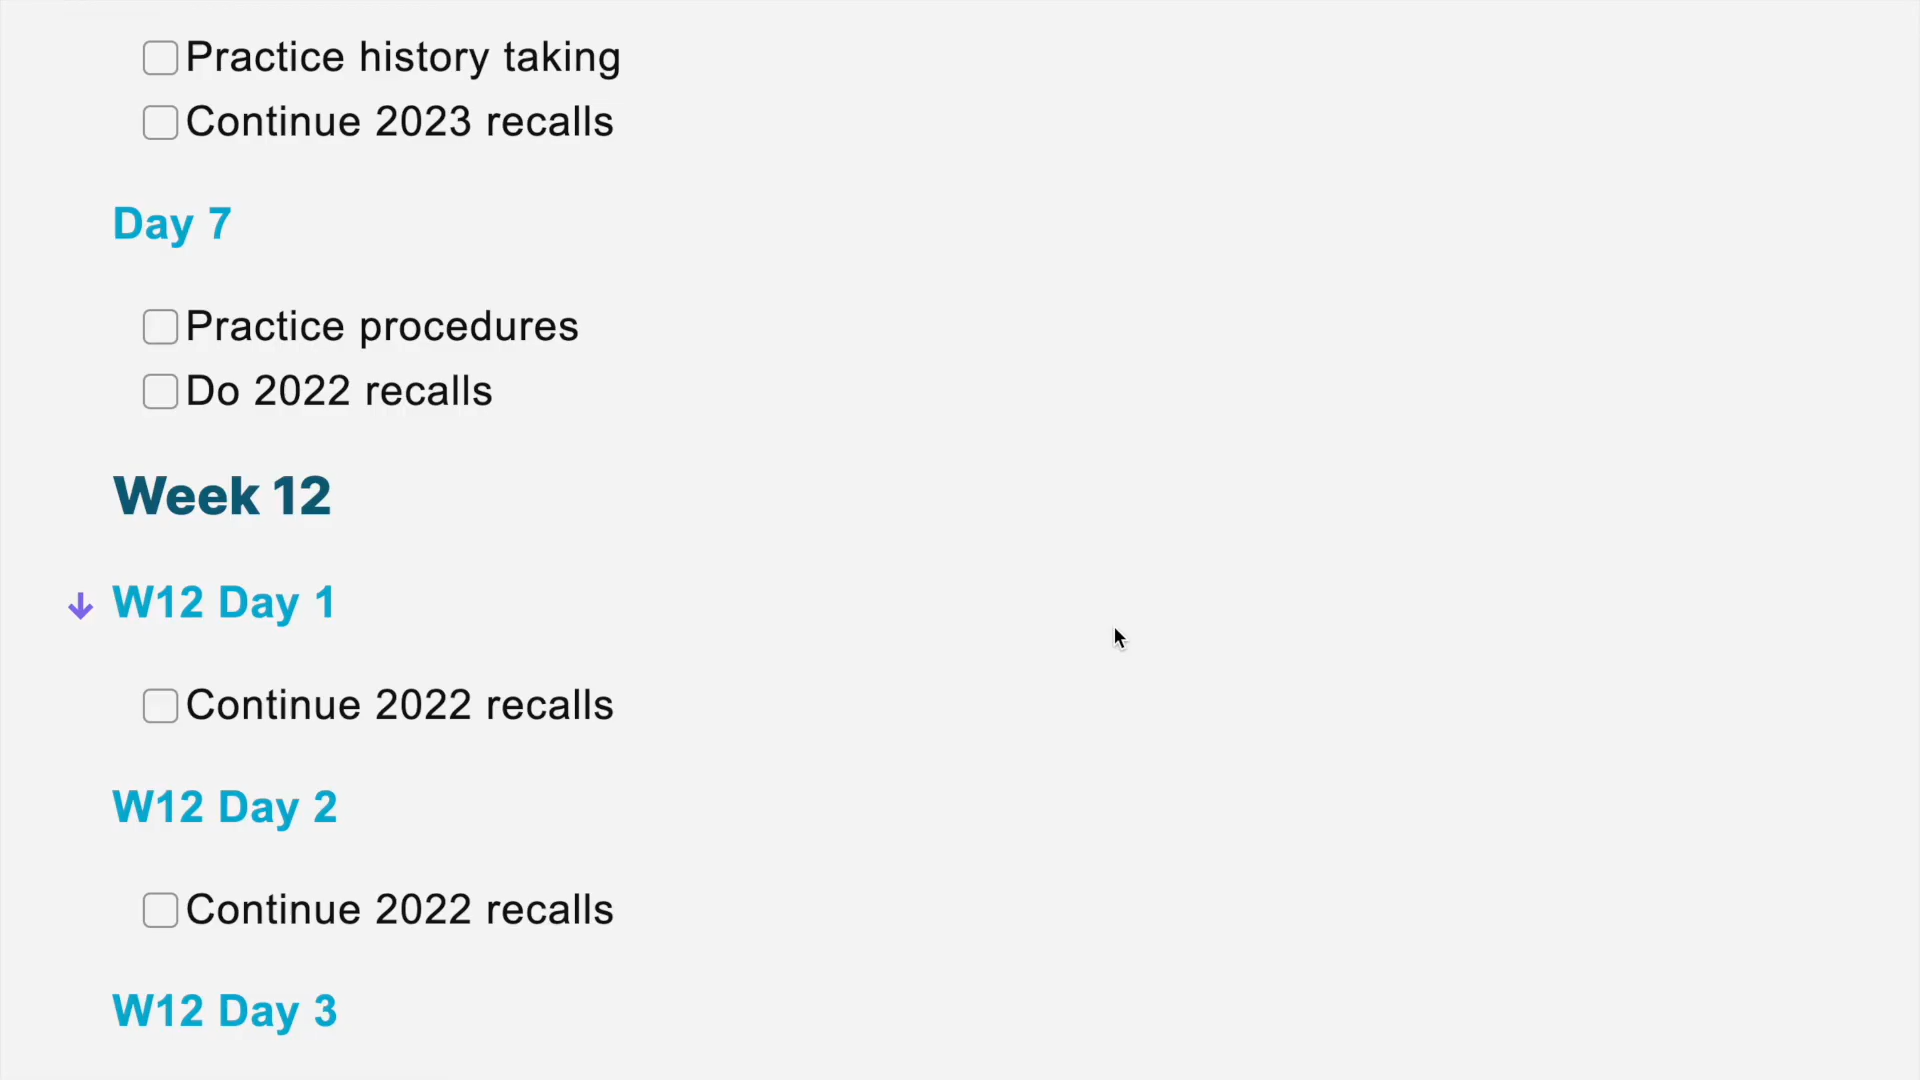 Practice history taking
Continue 2023 recalls
Day 7
Practice procedures
Do 2022 recalls
Week 12
W12 Day 1
Continue 2022 recalls
W12 Day 2
Continue 2022 recalls
W12 Day 3